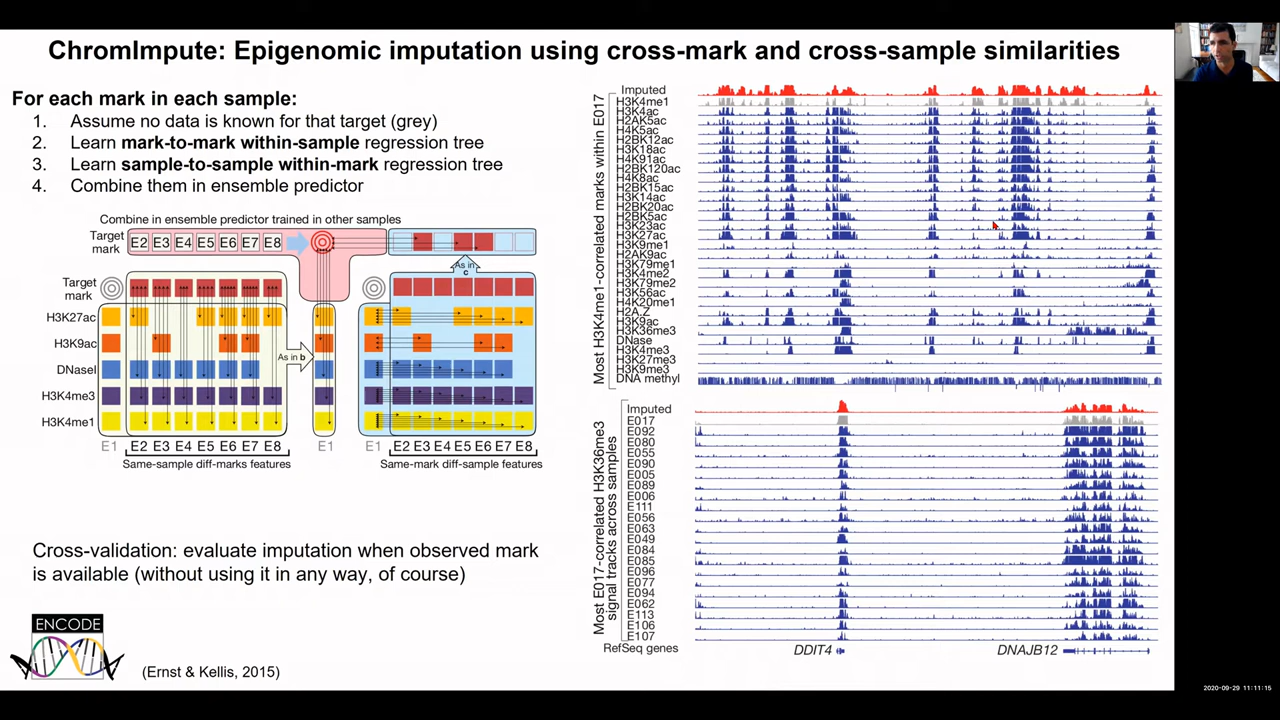 ChromImpute: Epigenomic imputation using cross-mark and cross-sample similarities
For each mark in each sample:
1. Assume no data is known for that target (grey)
2. Learn mark-to-mark within-sample regression tree
3. Learn sample-to-sample within-mark regression tree
4. Combine them in ensemble predictor
Combine in ensemble predictor trained in other samples
Target
mark
E2 E3 E4 E5 E6 E7 E8
As in
c
Target
mark
H3K27ac
H3K9ac
DNaseI
H3K4me3
H3K4me1
As in b
E1 E2 E3 E4 E5 E6 E7 E8 E1 E1 E2 E3 E4 E5 E6 E7 E8
Same-sample diff-marks features
Same-mark diff-sample features
Cross-validation: evaluate imputation when observed mark
is available (without using it in any way, of course)
ENCODE
(Ernst & Kellis, 2015)
Most H3K4me1-correlated marks within E017
Imputed
H3K4me1
H3K4ac
H2AK5ac
H4K5ac
H2BK12ac
H3K18ac
H4K91ac
H2BK120ac
H4K8ac
H2BK15ac
H3K14ac
H2BK20ac
H2BK5ac
H3K23ac
H3K27ac
H3K9me1
H2AK9ac
H3K79me1
H3K4me2
H3K79me2
H3K56ac
H4K20me1
H2A.Z
H3K9ac
H3K36me3
DNase
H3K4me3
H3K27me3
H3K9me3
DNA methyl
Most E017-correlated H3K36me3
signal tracks across samples
Imputed
E017
E092
E080
E055
E090
E005
E089
E006
E111
E056
E063
E049
E084
E085
E096
E077
E094
E062
E113
E106
E107
RefSeq genes
DDIT4
DNAJB12
2020-09-29 11:11:15